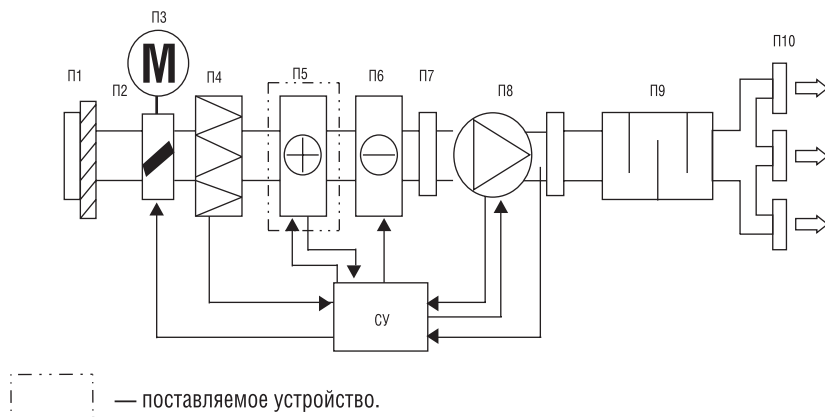 П3
М
П1
П2
П4
П5
П6
П7
П8
П9
П10
СУ
— поставляемое устройство.